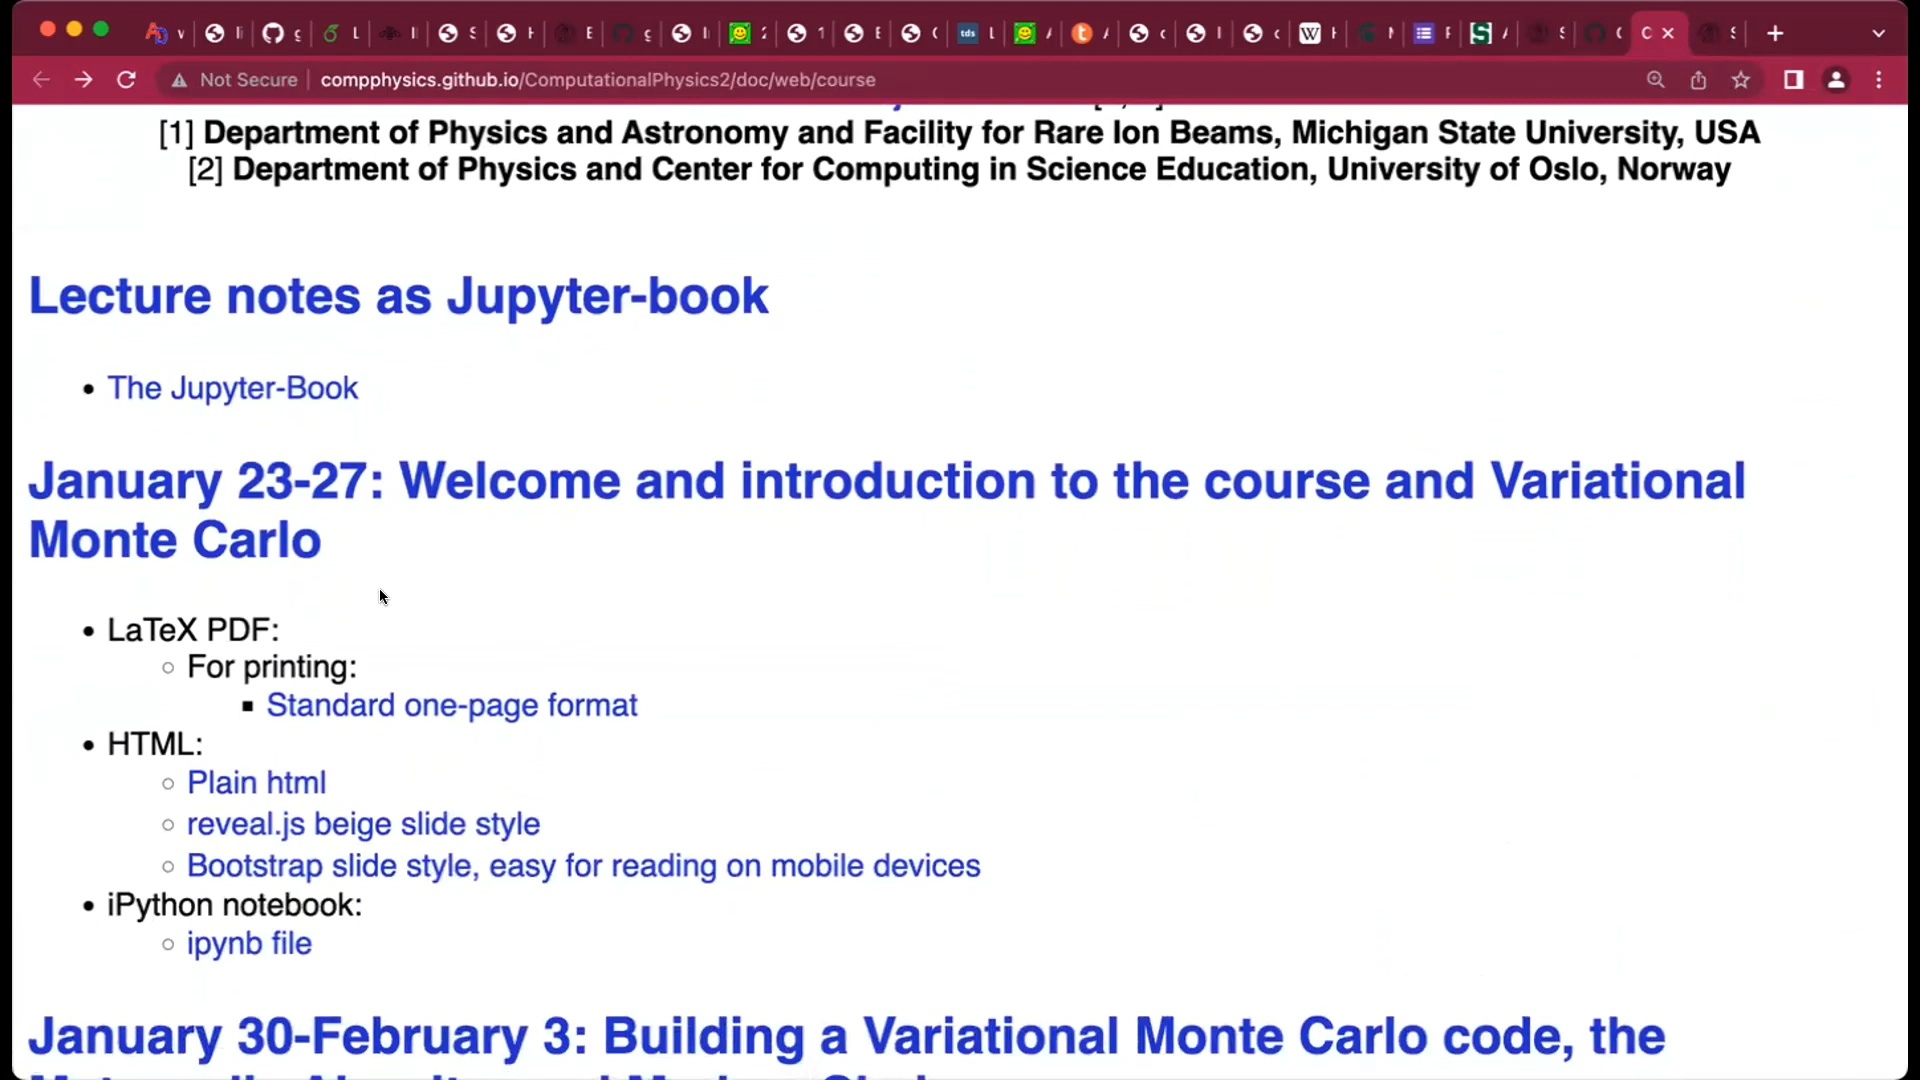 Not Secure compphysics.github.io/ComputationalPhysics2/doc/web/course
[1] Department of Physics and Astronomy and Facility for Rare Ion Beams, Michigan State University, USA
[2] Department of Physics and Center for Computing in Science Education, University of Oslo, Norway
Lecture notes as Jupyter-book
• The Jupyter-Book
January 23-27: Welcome and introduction to the course and Variational
Monte Carlo
• LaTeX PDF:
○ For printing:
▪ Standard one-page format
• HTML:
○ Plain html
○ reveal.js beige slide style
○ Bootstrap slide style, easy for reading on mobile devices
• iPython notebook:
○ ipynb file
January 30-February 3: Building a Variational Monte Carlo code, the